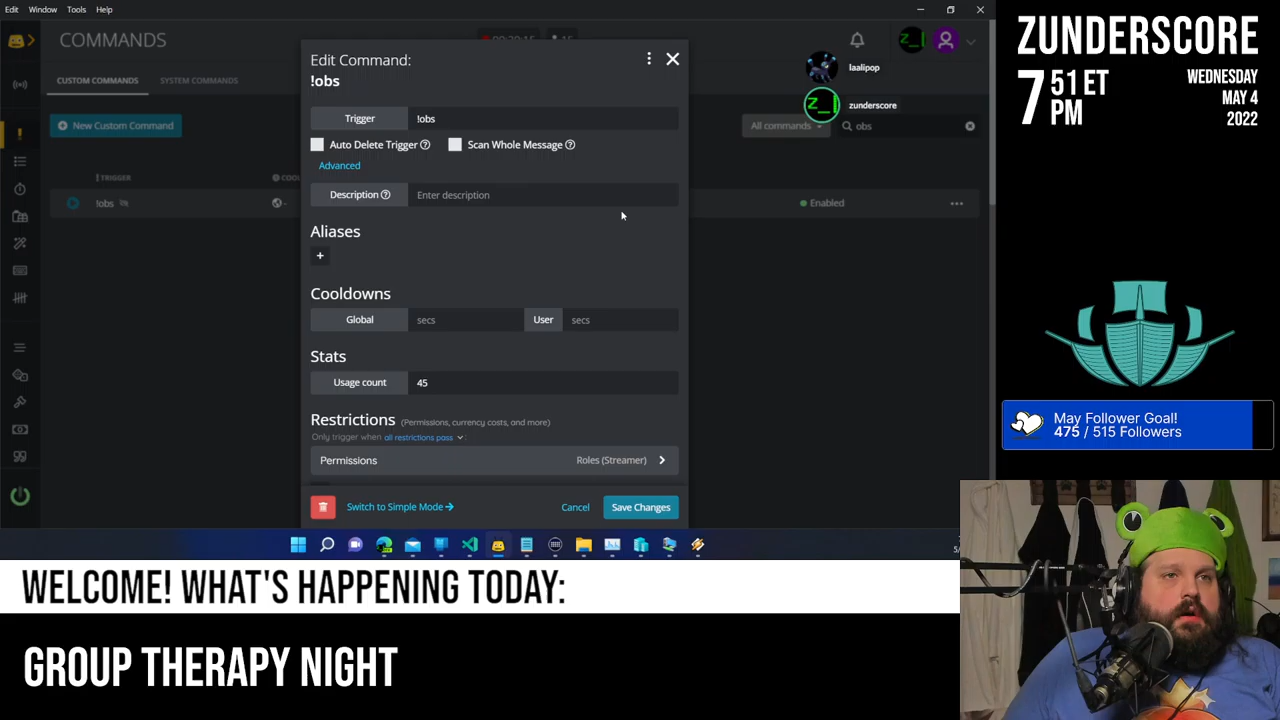 Edit
Window
Tools
Help
COMMANDS
CUSTOM COMMANDS
SYSTEM COMMANDS
New Custom Command
All commands
obs
TRIGGER
!obs
Enabled
Edit Command:
!obs
Trigger
!obs
Auto Delete Trigger
Scan Whole Message
Advanced
Description
Enter description
Aliases
+
Cooldowns
Global
secs
User
secs
Stats
Usage count
45
Restrictions (Permissions, currency costs, and more)
Only trigger when all restrictions pass :
Permissions
Roles (Streamer)
Switch to Simple Mode
Cancel
Save Changes
laalipop
z_|
zunderscore
ZUNDERSCORE
7 51 ET PM
WEDNESDAY
MAY 4
2022
May Follower Goal!
475 / 515 Followers
WELCOME! WHAT'S HAPPENING TODAY:
GROUP THERAPY NIGHT